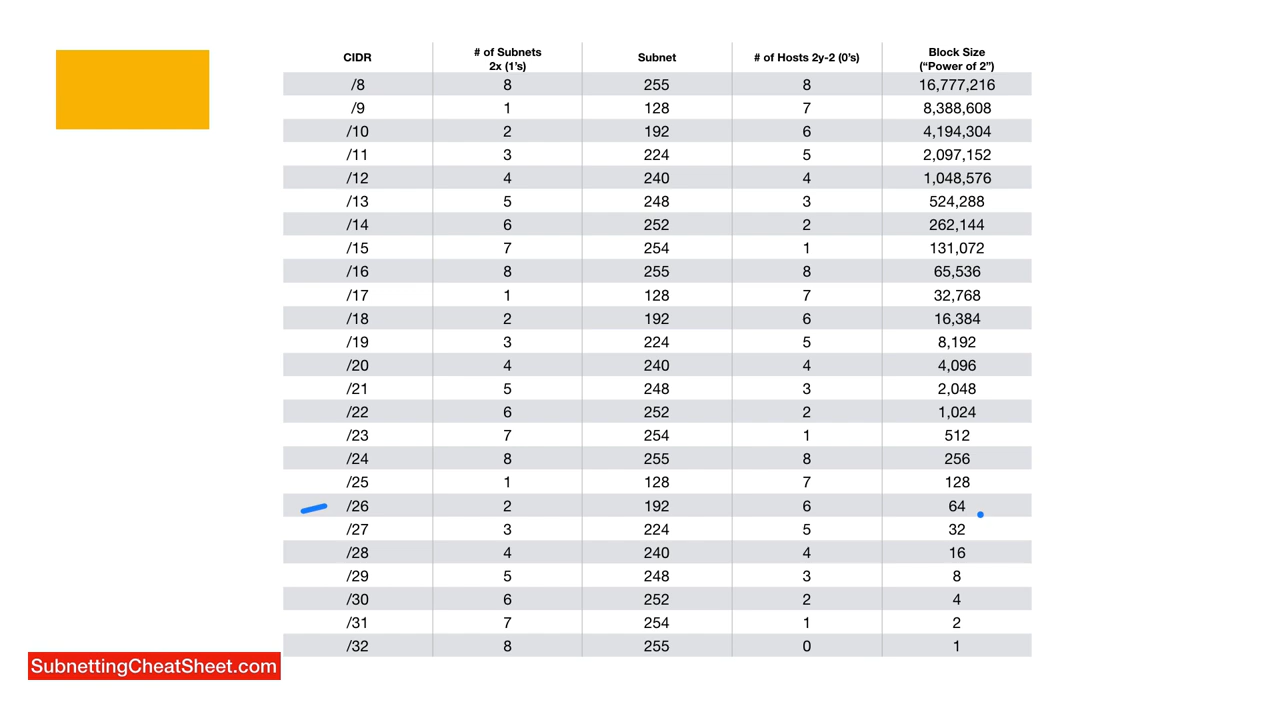 CIDR # of Subnets 2x (1's) Subnet # of Hosts 2y-2 (0's) Block Size (“Power of 2”)
/8 8 255 8 16,777,216
/9 1 128 7 8,388,608
/10 2 192 6 4,194,304
/11 3 224 5 2,097,152
/12 4 240 4 1,048,576
/13 5 248 3 524,288
/14 6 252 2 262,144
/15 7 254 1 131,072
/16 8 255 8 65,536
/17 1 128 7 32,768
/18 2 192 6 16,384
/19 3 224 5 8,192
/20 4 240 4 4,096
/21 5 248 3 2,048
/22 6 252 2 1,024
/23 7 254 1 512
/24 8 255 8 256
/25 1 128 7 128
/26 2 192 6 64
/27 3 224 5 32
/28 4 240 4 16
/29 5 248 3 8
/30 6 252 2 4
/31 7 254 1 2
/32 8 255 0 1
SubnettingCheatSheet.com